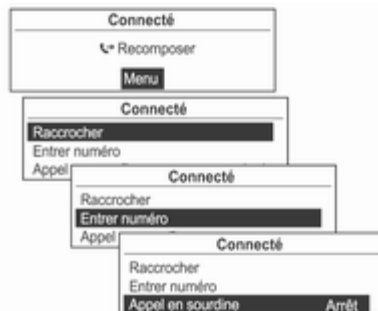 Connecté
Recomposer
Menu
Connecté
Raccrocher
Entrer numéro
Appel
Connecté
Raccrocher
Entrer numéro
Appel
Connecté
Raccrocher
Entrer numéro
Appel en sourdine Arrêt